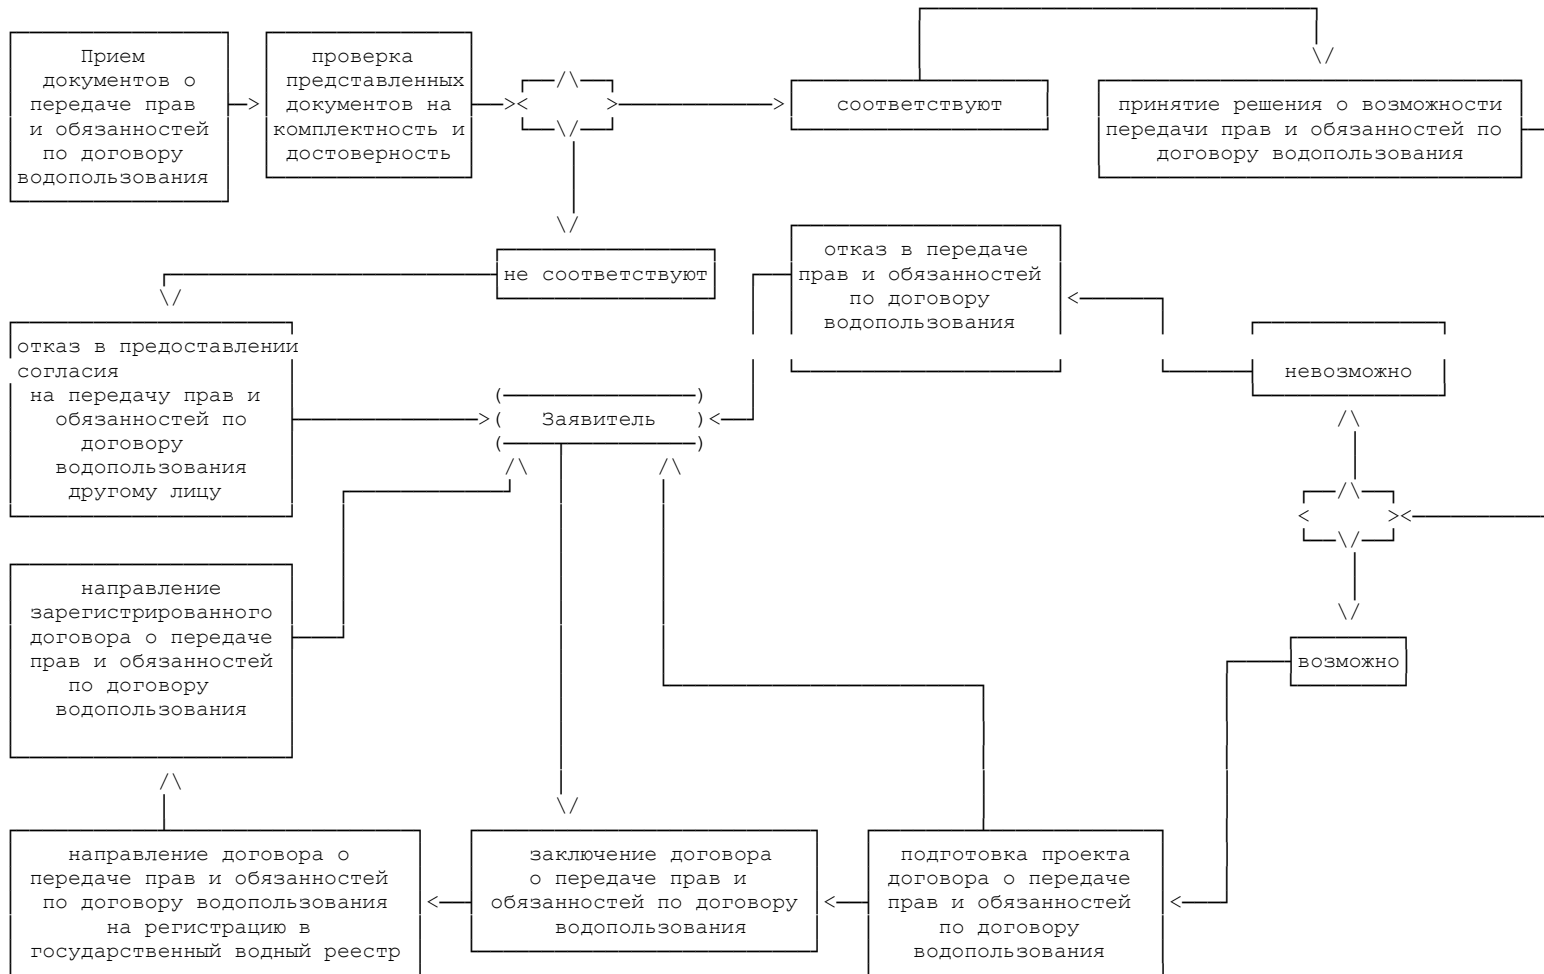 Прием
документов о
передаче прав
и обязанностей
по договору
водопользования
проверка
представленных
документов на
комплектность и
достоверность
соответствуют
принятие решения о возможности
передачи прав и обязанностей по
договору водопользования
не соответствуют
отказ в передаче
прав и обязанностей
по договору
водопользования
невозможно
отказ в предоставлении
согласия
на передачу прав и
обязанностей по
договору
водопользования
другому лицу
Заявитель
направление
зарегистрированного
договора о передаче
прав и обязанностей
по договору
водопользования
возможно
направление договора о
передаче прав и обязанностей
по договору водопользования
на регистрацию в
государственный водный реестр
заключение договора
о передаче прав и
обязанностей по договору
водопользования
подготовка проекта
договора о передаче
прав и обязанностей
по договору
водопользования